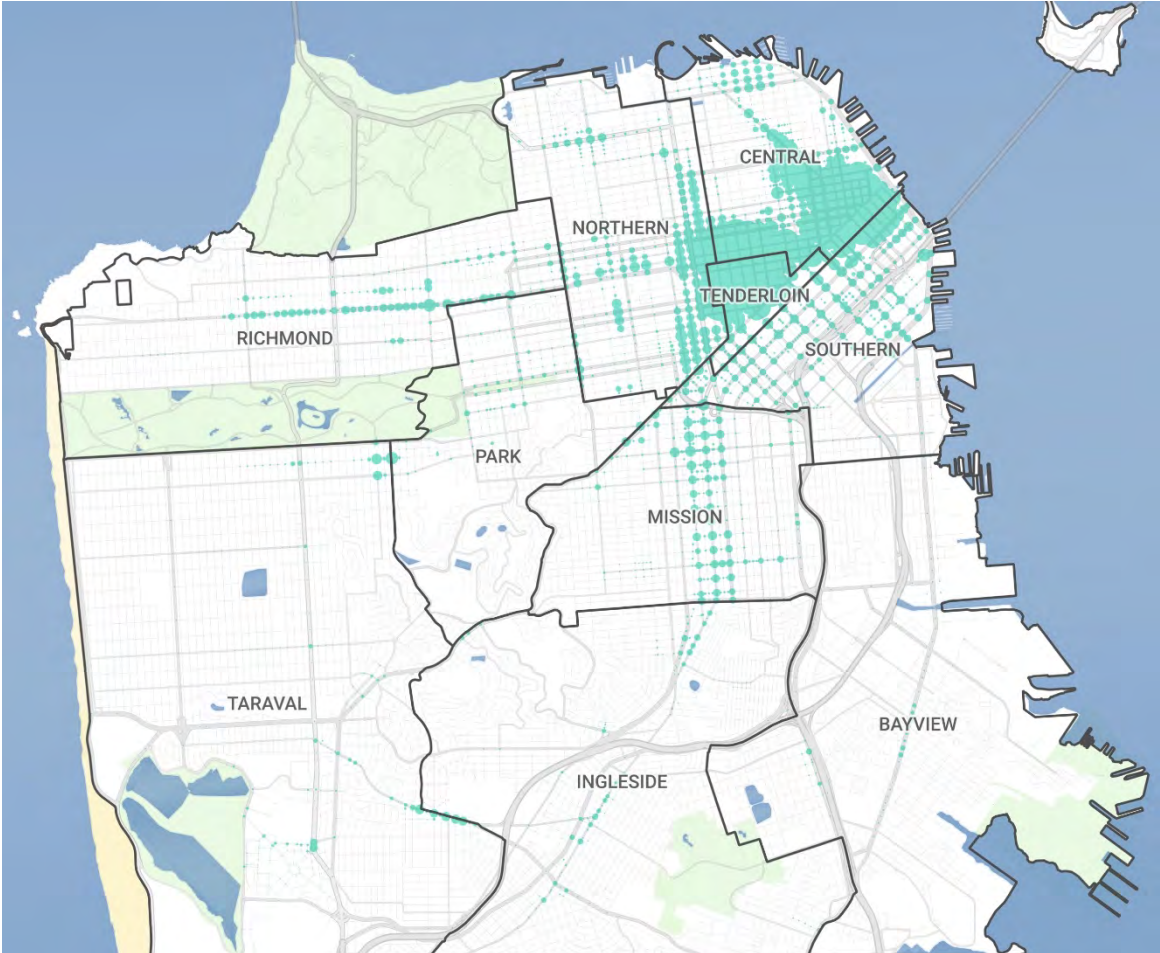 CENTRAL
NORTHERN
TENDERLOIN
RICHMOND
SOUTHERN
PARK
MISSION
TARAVAL
BAYVIEW
INGLESIDE